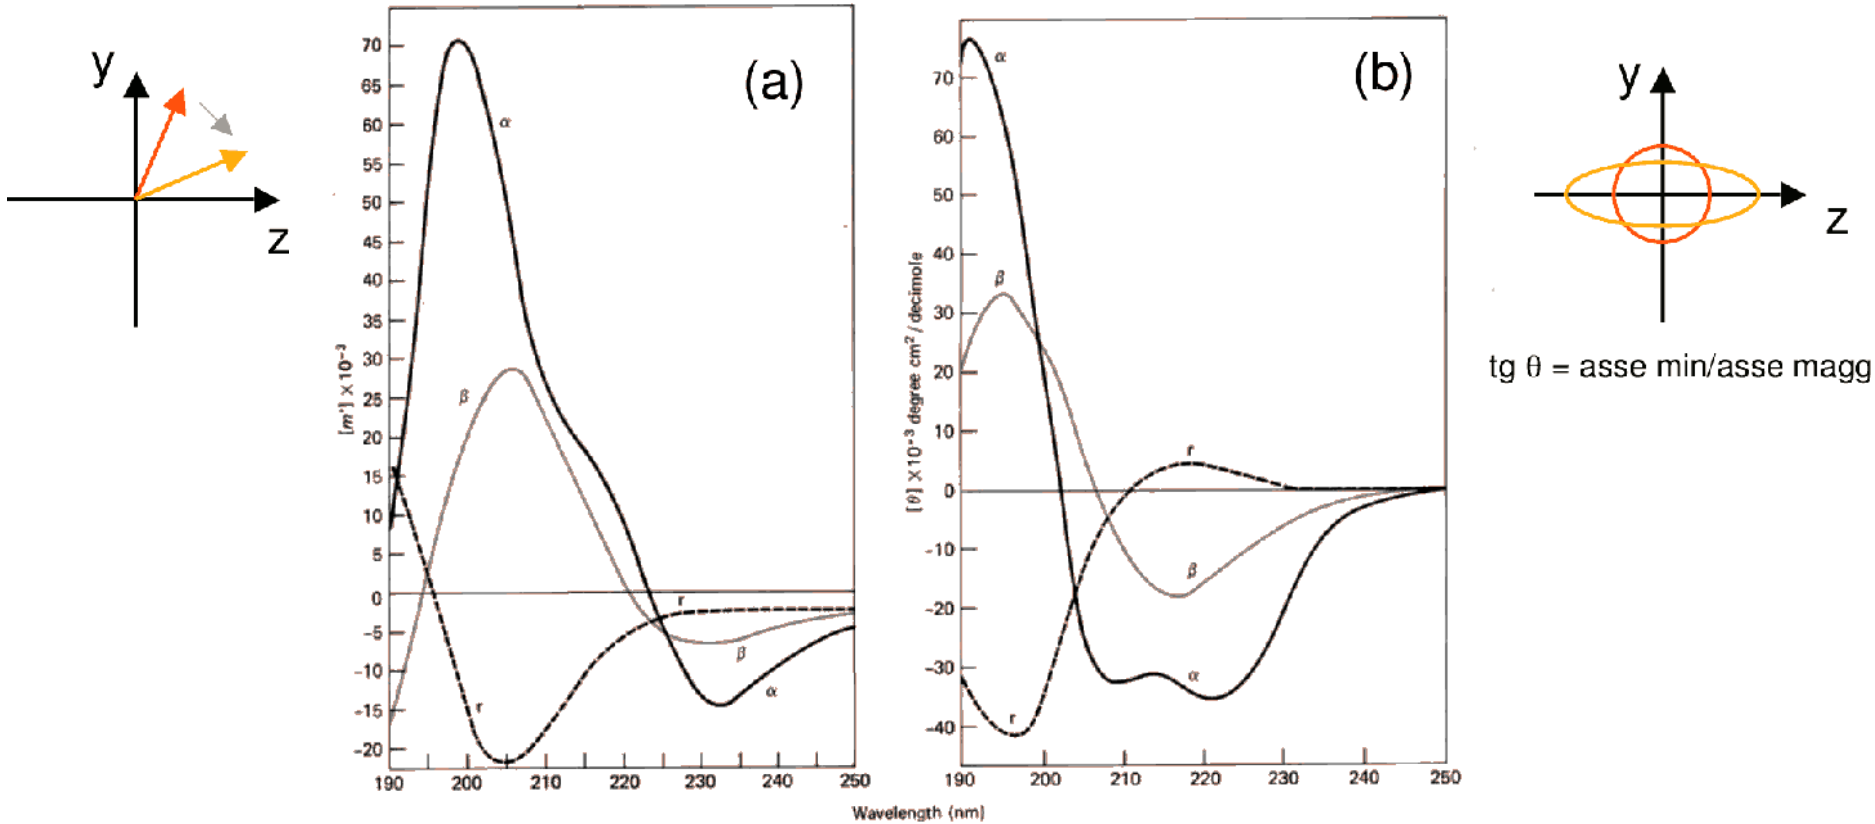 y
z
(a)
70
65
60
55
50
45
40
35
30
25
20
15
10
5
0
-5
-10
-15
-20
[m'] X 10⁻³
α
β
r
r
β
α
190 200 210 220 230 240 250
(b)
70
60
50
40
30
20
10
0
-10
-20
-30
-40
[θ] X10⁻³ degree cm²/decimole
α
β
r
β
α
r
190 200 210 220 230 240 250
Wavelength (nm)
y
z
tg θ = asse min/asse magg